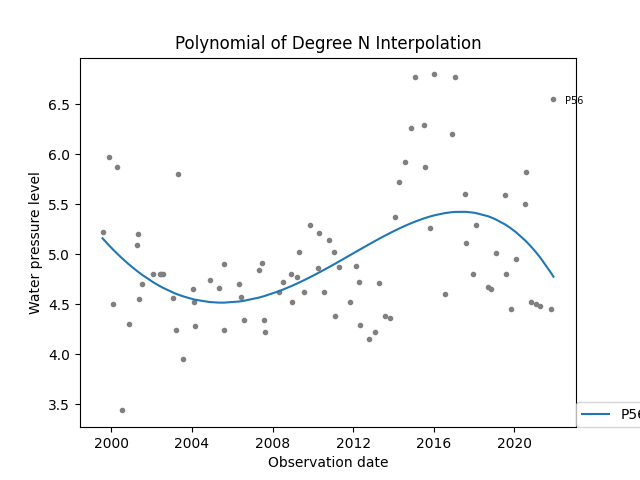 Polynomial of Degree N Interpolation
Water pressure level
6.5
6.0
5.5
5.0
4.5
4.0
3.5
P56
2000 2004 2008 2012 2016 2020
Observation date